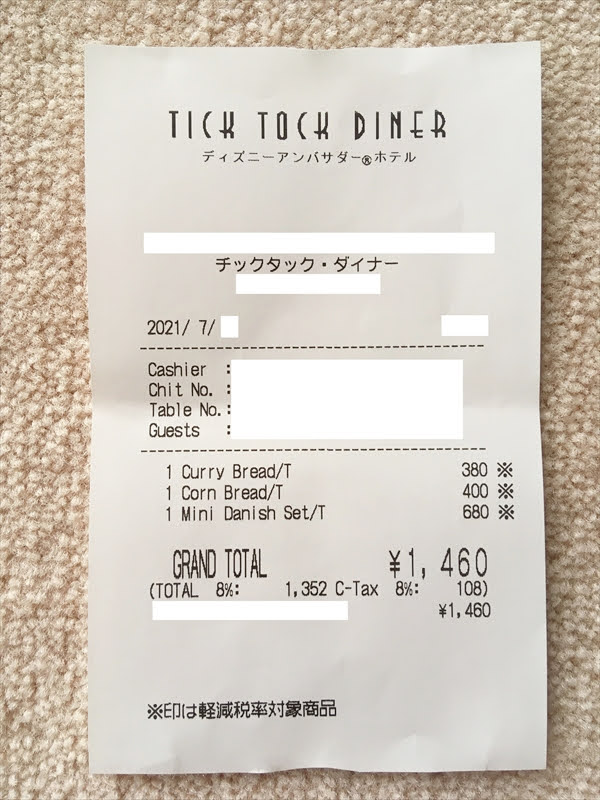 TICK TOCK DINER
ディズニーアンバサダー®ホテル
チックタック・ダイナー
2021/ 7/
Cashier :
Chit No. :
Table No.:
Guests :
1 Curry Bread/T 380 ※
1 Corn Bread/T 400 ※
1 Mini Danish Set/T 680 ※
GRAND TOTAL ¥1,460
(TOTAL 8%: 1,352 C-Tax 8%: 108)
¥1,460
※印は軽減税率対象商品